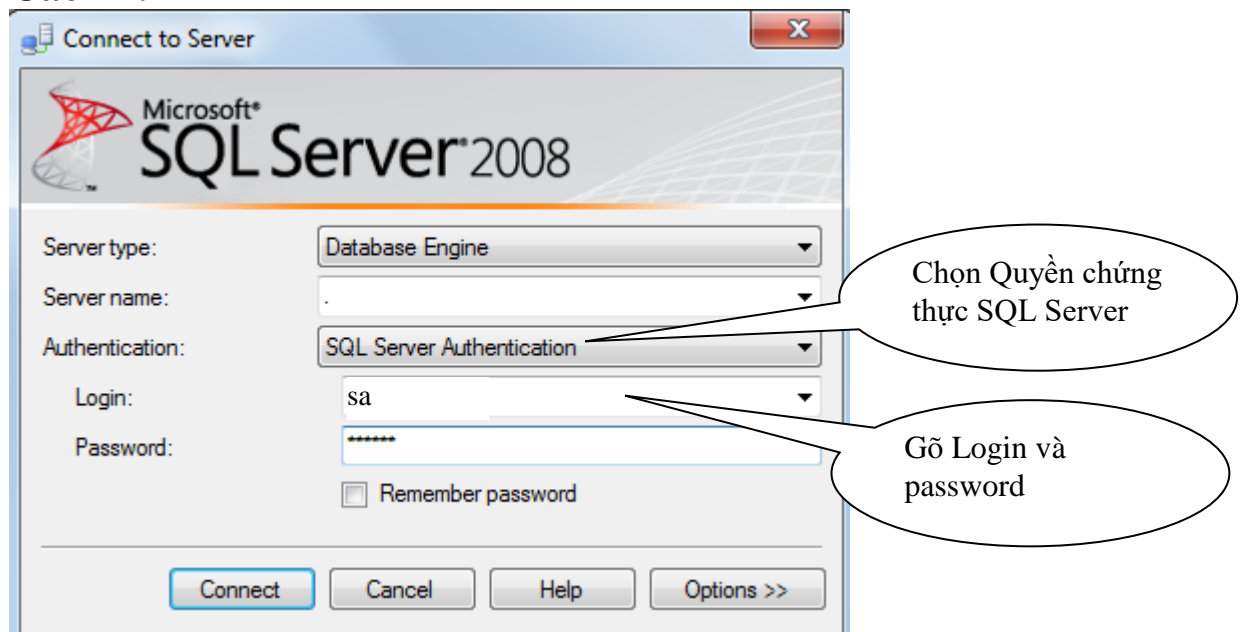 Connect to Server
Microsoft®
SQL Server® 2008
Server type: Database Engine
Server name: .
Authentication: SQL Server Authentication
Login: sa
Password: ******
Remember password
Connect Cancel Help Options >>
Chọn Quyền chứng
thực SQL Server
Gõ Login và
password